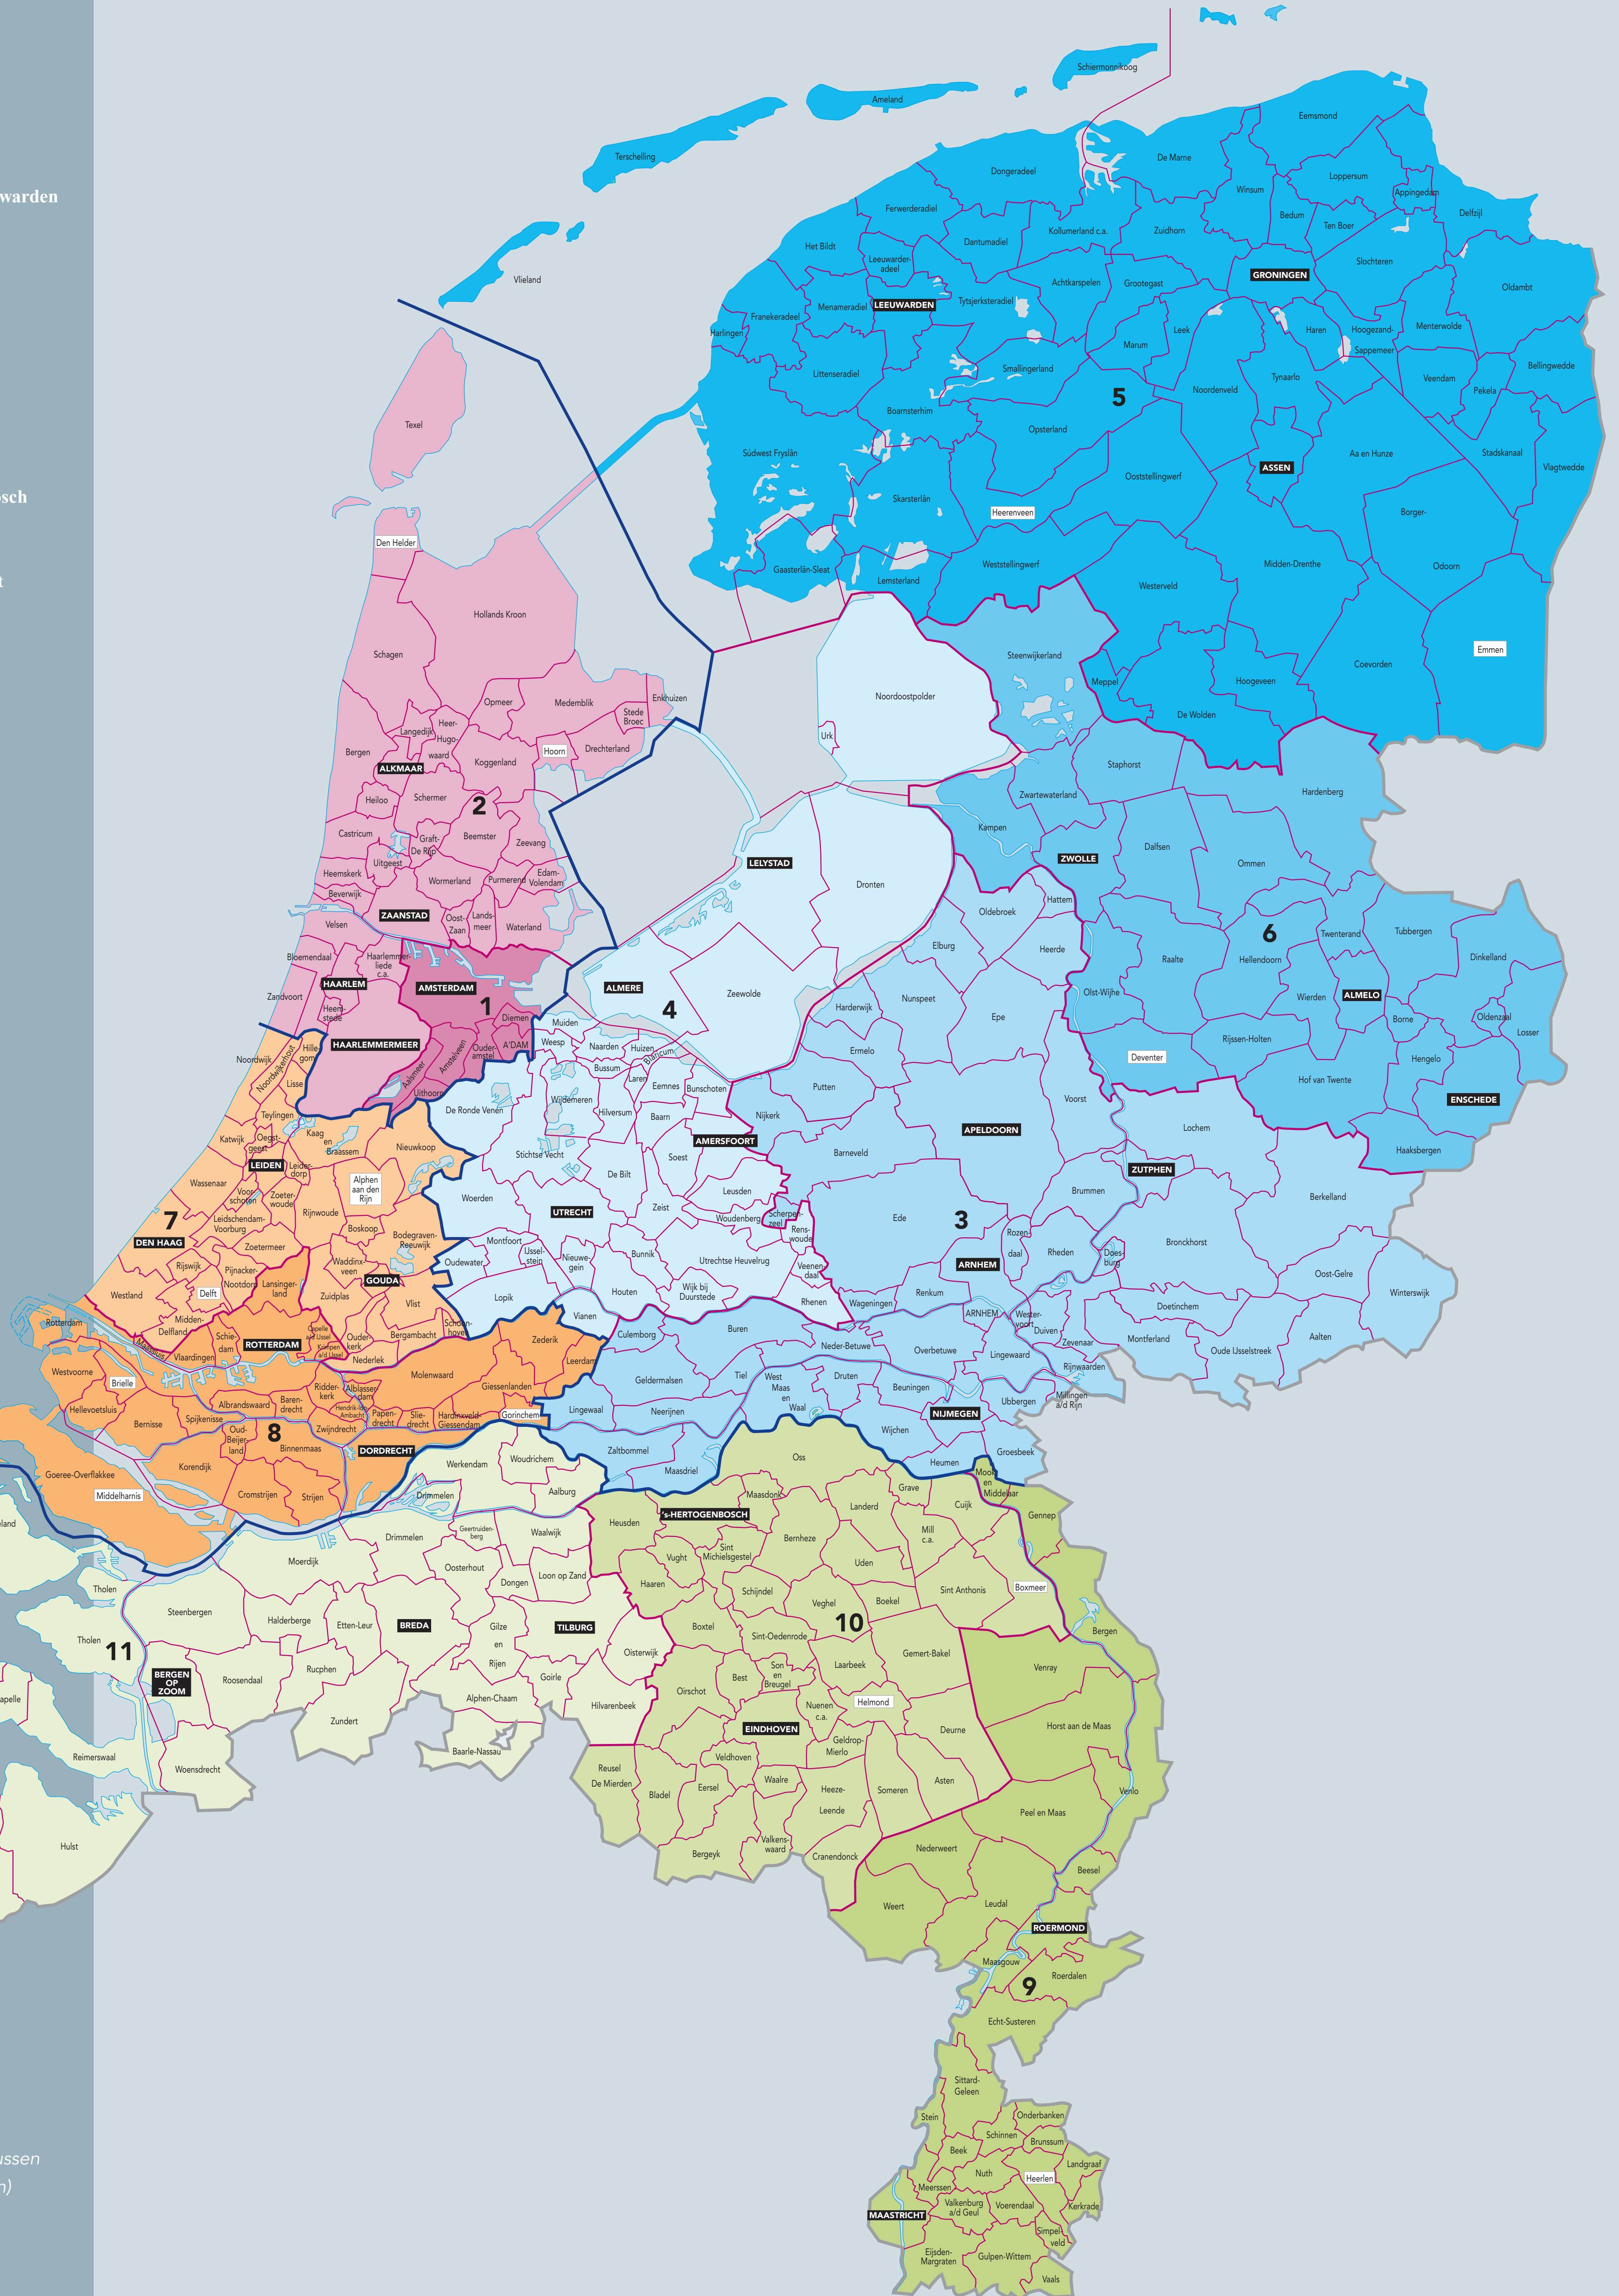 warden
osch
t
ussen
n)
Schiermonnikoog
Ameland
Terschelling
Vlieland
Texel
Eemsmond
De Marne
Dongeradeel
Winsum
Loppersum
Appingedam
Delfzijl
Bedum
Ten Boer
Ferwerderadiel
Dantumadiel
Kollumerland c.a.
Zuidhorn
Het Bildt
Leeuwarder-
adeel
Slochteren
GRONINGEN
Achtkarspelen
Grootegast
Oldambt
Menameradiel
LEEUWARDEN
Tytsjerksteradiel
Franekeradeel
Harlingen
Leek
Haren
Hoogezand-
Sappemeer
Menterwolde
Marum
Littenseradiel
Smallingerland
Tynaarlo
Veendam
Bellingwedde
Pekela
Noordenveld
5
Boarnsterhim
Opsterland
Súdwest Fryslân
Aa en Hunze
Stadskanaal
Vlagtwedde
ASSEN
Ooststellingwerf
Skarsterlân
Heerenveen
Borger-
Odoorn
Gaasterlân-Sleat
Lemsterland
Weststellingwerf
Westerveld
Midden-Drenthe
Emmen
Coevorden
Meppel
Hoogeveen
De Wolden
Den Helder
Hollands Kroon
Schagen
Opmeer
Medemblik
Enkhuizen
Stede
Broec
Langedijk
Heer-
Hugo-
waard
Bergen
ALKMAAR
Koggenland
Hoorn
Drechterland
Heiloo
Schermer
2
Castricum
Graft-
De Rijp
Beemster
Zeevang
Uitgeest
Heemskerk
Wormerland
Purmerend
Edam-
Volendam
Beverwijk
ZAANSTAD
Oost-
Zaan
Lands-
meer
Waterland
Velsen
Bloemendaal
Haarlemmer-
liede
c.a.
HAARLEM
Zandvoort
Heem-
stede
HAARLEMMERMEER
AMSTERDAM
1
Diemen
A'DAM
Ouder-
amstel
Amstelveen
Aalsmeer
Uithoorn
Noordoostpolder
Urk
LELYSTAD
Dronten
ALMERE
4
Zeewolde
Muiden
Weesp
Naarden
Huizen
Blaricum
Bussum
Laren
Eemnes
Bunschoten
Wijdemeren
Hilversum
Baarn
De Ronde Venen
AMERSFOORT
Stichtse Vecht
Soest
De Bilt
Leusden
Woerden
UTRECHT
Zeist
Woudenberg
Scherpen-
zeel
Rens-
woude
Montfoort
IJssel-
stein
Nieuwe-
gein
Bunnik
Utrechtse Heuvelrug
Veenen-
daal
Oudewater
Lopik
Houten
Wijk bij
Duurstede
Rhenen
Vianen
Steenwijkerland
Staphorst
Zwartewaterland
Hardenberg
Kampen
ZWOLLE
Dalfsen
Ommen
6
Twenterand
Tubbergen
Dinkelland
Raalte
Hellendoorn
Wierden
ALMELO
Olst-Wijhe
Borne
Oldenzaal
Losser
Rijssen-Holten
Hengelo
Deventer
Hof van Twente
ENSCHEDE
Haaksbergen
Hattem
Oldebroek
Elburg
Heerde
Nunspeet
Harderwijk
Epe
Ermelo
Putten
Nijkerk
Voorst
APELDOORN
Lochem
Barneveld
ZUTPHEN
Brummen
Berkelland
Ede
3
Rozen-
daal
Rheden
Does-
burg
Bronckhorst
ARNHEM
Oost-Gelre
Winterswijk
Renkum
Wageningen
ARNHEM
Wester-
voort
Duiven
Doetinchem
Aalten
Zevenaar
Montferland
Oude IJsselstreek
Culemborg
Buren
Neder-Betuwe
Overbetuwe
Lingewaard
Rijnwaarden
Geldermalsen
Tiel
West
Maas
en
Waal
Druten
Beuningen
Ubbergen
Millingen
a/d Rijn
Lingewaal
Neerijnen
NIJMEGEN
Wijchen
Groesbeek
Heumen
Zaltbommel
Maasdriel
Noordwijk
Noordwijkerhout
Hille-
gom
Lisse
Teylingen
Katwijk
Oegst-
geest
Kaag
en
Braassem
Nieuwkoop
LEIDEN
Leider-
dorp
Wassenaar
Voor-
schoten
Zoeter-
woude
Alphen
aan den
Rijn
Rijnwoude
7
DEN HAAG
Leidschendam-
Voorburg
Boskoop
Bodegraven-
Reeuwijk
Zoetermeer
Waddinx-
veen
Rijswijk
Pijnacker-
Nootdorp
Lansinger-
land
GOUDA
Delft
Westland
Zuidplas
Vlist
Midden-
Delfland
Ouder-
kerk
Bergambacht
Schoon-
hoven
Nederlek
Rotterdam
Maassluis
Schie-
dam
ROTTERDAM
Capelle
a/d IJssel
Krimpen
a/d IJssel
Vlaardingen
Westvoorne
Brielle
Hellevoetsluis
Bernisse
Spijkenisse
Albrandswaard
Baren-
drecht
Ridder-
kerk
Alblasser-
dam
Hendrik-Ido-
Ambacht
Papen-
drecht
Slie-
drecht
Hardinxveld-
Giessendam
Gorinchem
Giessenlanden
Molenwaard
Leerdam
Zederik
Zwijndrecht
8
Oud-
Beijer-
land
Binnenmaas
DORDRECHT
Korendijk
Cromstrijen
Strijen
Goeree-Overflakkee
Middelharnis
eland
apelle
Tholen
Tholen
11
Reimerswaal
Hulst
Werkendam
Woudrichem
Aalburg
Drimmelen
Drimmelen
Geertruiden-
berg
Waalwijk
Moerdijk
Oosterhout
Dongen
Loon op Zand
Steenbergen
Halderberge
Etten-Leur
BREDA
Gilze
en
Rijen
TILBURG
Oisterwijk
BERGEN
OP
ZOOM
Roosendaal
Rucphen
Goirle
Alphen-Chaam
Hilvarenbeek
Zundert
Baarle-Nassau
Woensdrecht
Oss
Maasdonk
's-HERTOGENBOSCH
Heusden
Landerd
Grave
Cuijk
Mook
en
Middelaar
Gennep
Bernheze
Mill
c.a.
Vught
Sint
Michielsgestel
Haaren
Uden
Boxmeer
Schijndel
Sint Anthonis
Veghel
Boekel
10
Boxtel
Sint-Oedenrode
Gemert-Bakel
Laarbeek
Son
en
Breugel
Best
Oirschot
Nuenen
c.a.
Helmond
EINDHOVEN
Deurne
Geldrop-
Mierlo
Veldhoven
Reusel
De Mierden
Bladel
Eersel
Waalre
Heeze-
Leende
Someren
Asten
Valkens-
waard
Bergeyk
Cranendonck
Bergen
Venray
Horst aan de Maas
Venlo
Peel en Maas
Nederweert
Beesel
Weert
Leudal
ROERMOND
Maasgouw
Roerdalen
9
Echt-Susteren
Sittard-
Geleen
Stein
Onderbanken
Schinnen
Brunssum
Beek
Landgraaf
Nuth
Heerlen
Meerssen
Valkenburg
a/d Geul
Voerendaal
Kerkrade
MAASTRICHT
Simpel-
veld
Eijsden-
Margraten
Gulpen-Wittem
Vaals